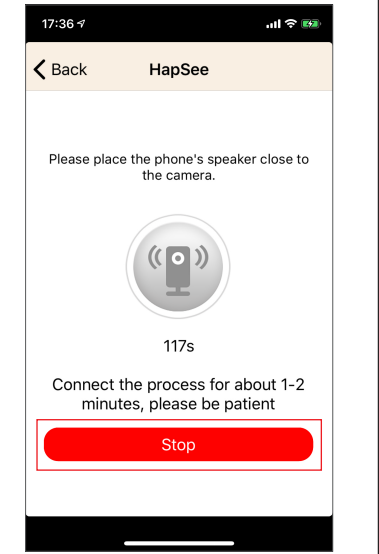 17:36
Back HapSee
Please place the phone's speaker close to
the camera.
117s
Connect the process for about 1-2
minutes, please be patient
Stop